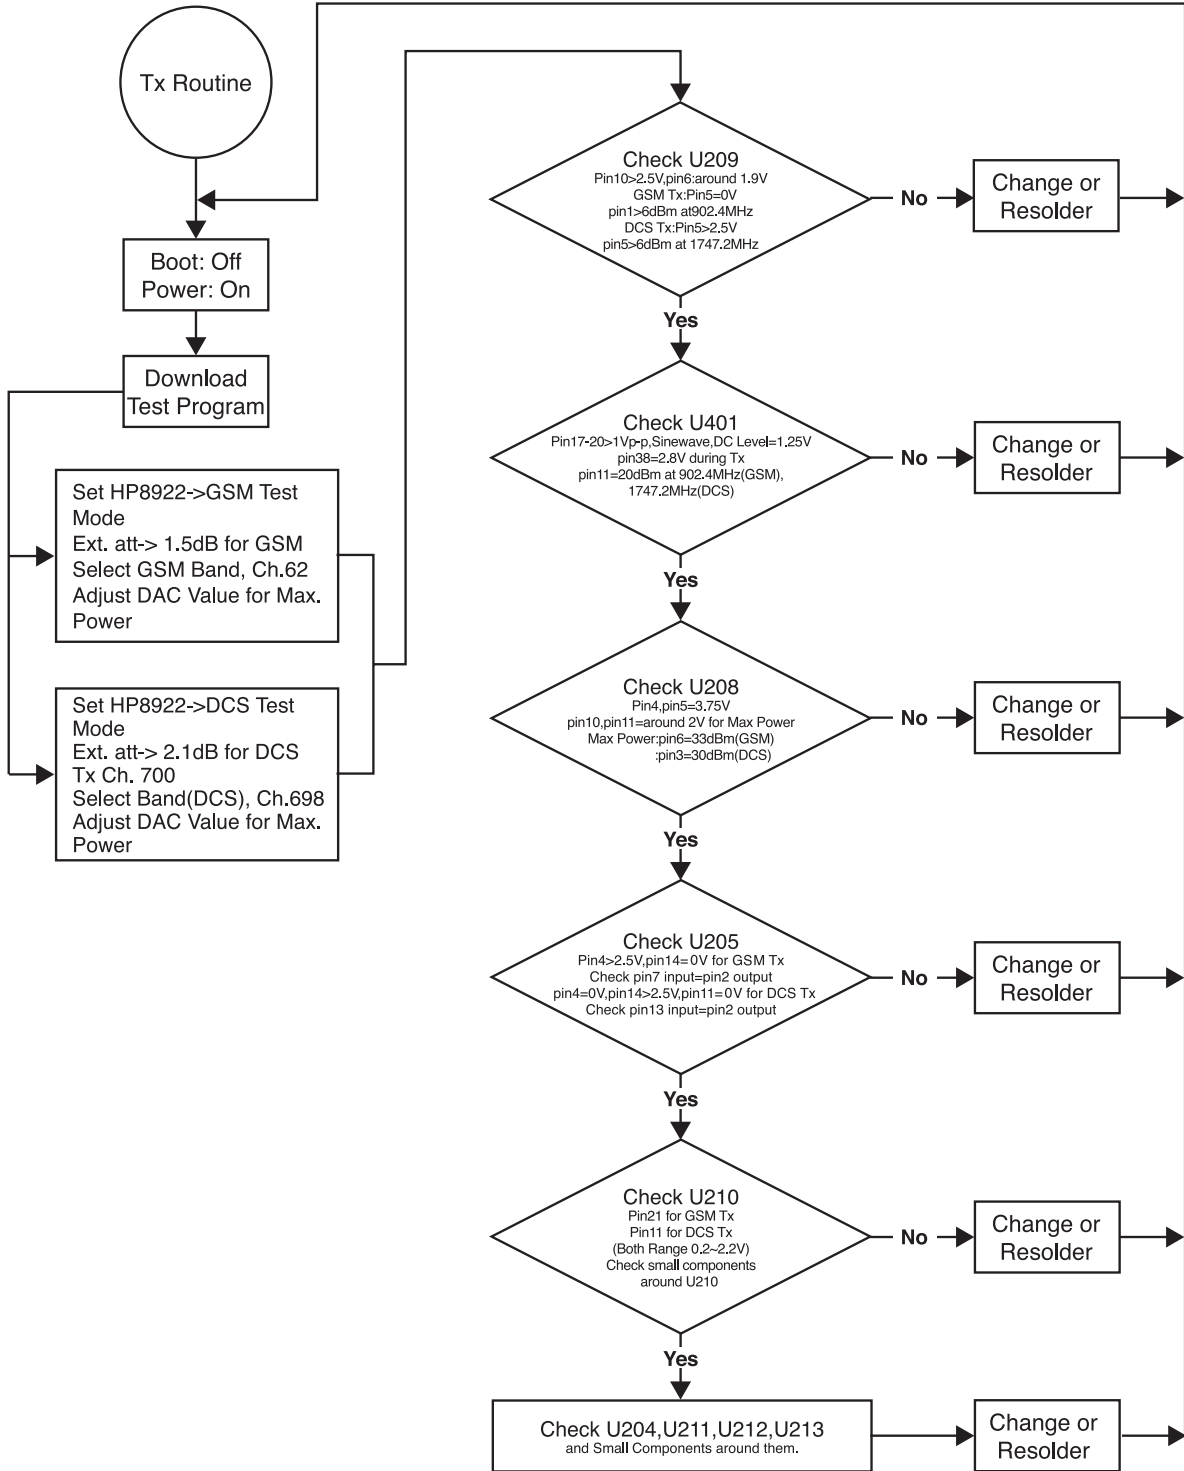 Tx Routine
Boot: Off
Power: On
Download
Test Program
Set HP8922->GSM Test
Mode
Ext. att-> 1.5dB for GSM
Select GSM Band, Ch.62
Adjust DAC Value for Max.
Power
Set HP8922->DCS Test
Mode
Ext. att-> 2.1dB for DCS
Tx Ch. 700
Select Band(DCS), Ch.698
Adjust DAC Value for Max.
Power
Check U209
Pin10>2.5V,pin6:around 1.9V
GSM Tx:Pin5=0V
pin1>6dBm at902.4MHz
DCS Tx:Pin5>2.5V
pin5>6dBm at 1747.2MHz
No
Change or
Resolder
Yes
Check U401
Pin17-20>1Vp-p,Sinewave,DC Level=1.25V
pin38=2.8V during Tx
pin11=20dBm at 902.4MHz(GSM),
1747.2MHz(DCS)
No
Change or
Resolder
Yes
Check U208
Pin4,pin5=3.75V
pin10,pin11=around 2V for Max Power
Max Power:pin6=33dBm(GSM)
:pin3=30dBm(DCS)
No
Change or
Resolder
Yes
Check U205
Pin4>2.5V,pin14=0V for GSM Tx
Check pin7 input=pin2 output
pin4=0V,pin14>2.5V,pin11=0V for DCS Tx
Check pin13 input=pin2 output
No
Change or
Resolder
Yes
Check U210
Pin21 for GSM Tx
Pin11 for DCS Tx
(Both Range 0.2~2.2V)
Check small components
around U210
No
Change or
Resolder
Yes
Check U204,U211,U212,U213
and Small Components around them.
Change or
Resolder